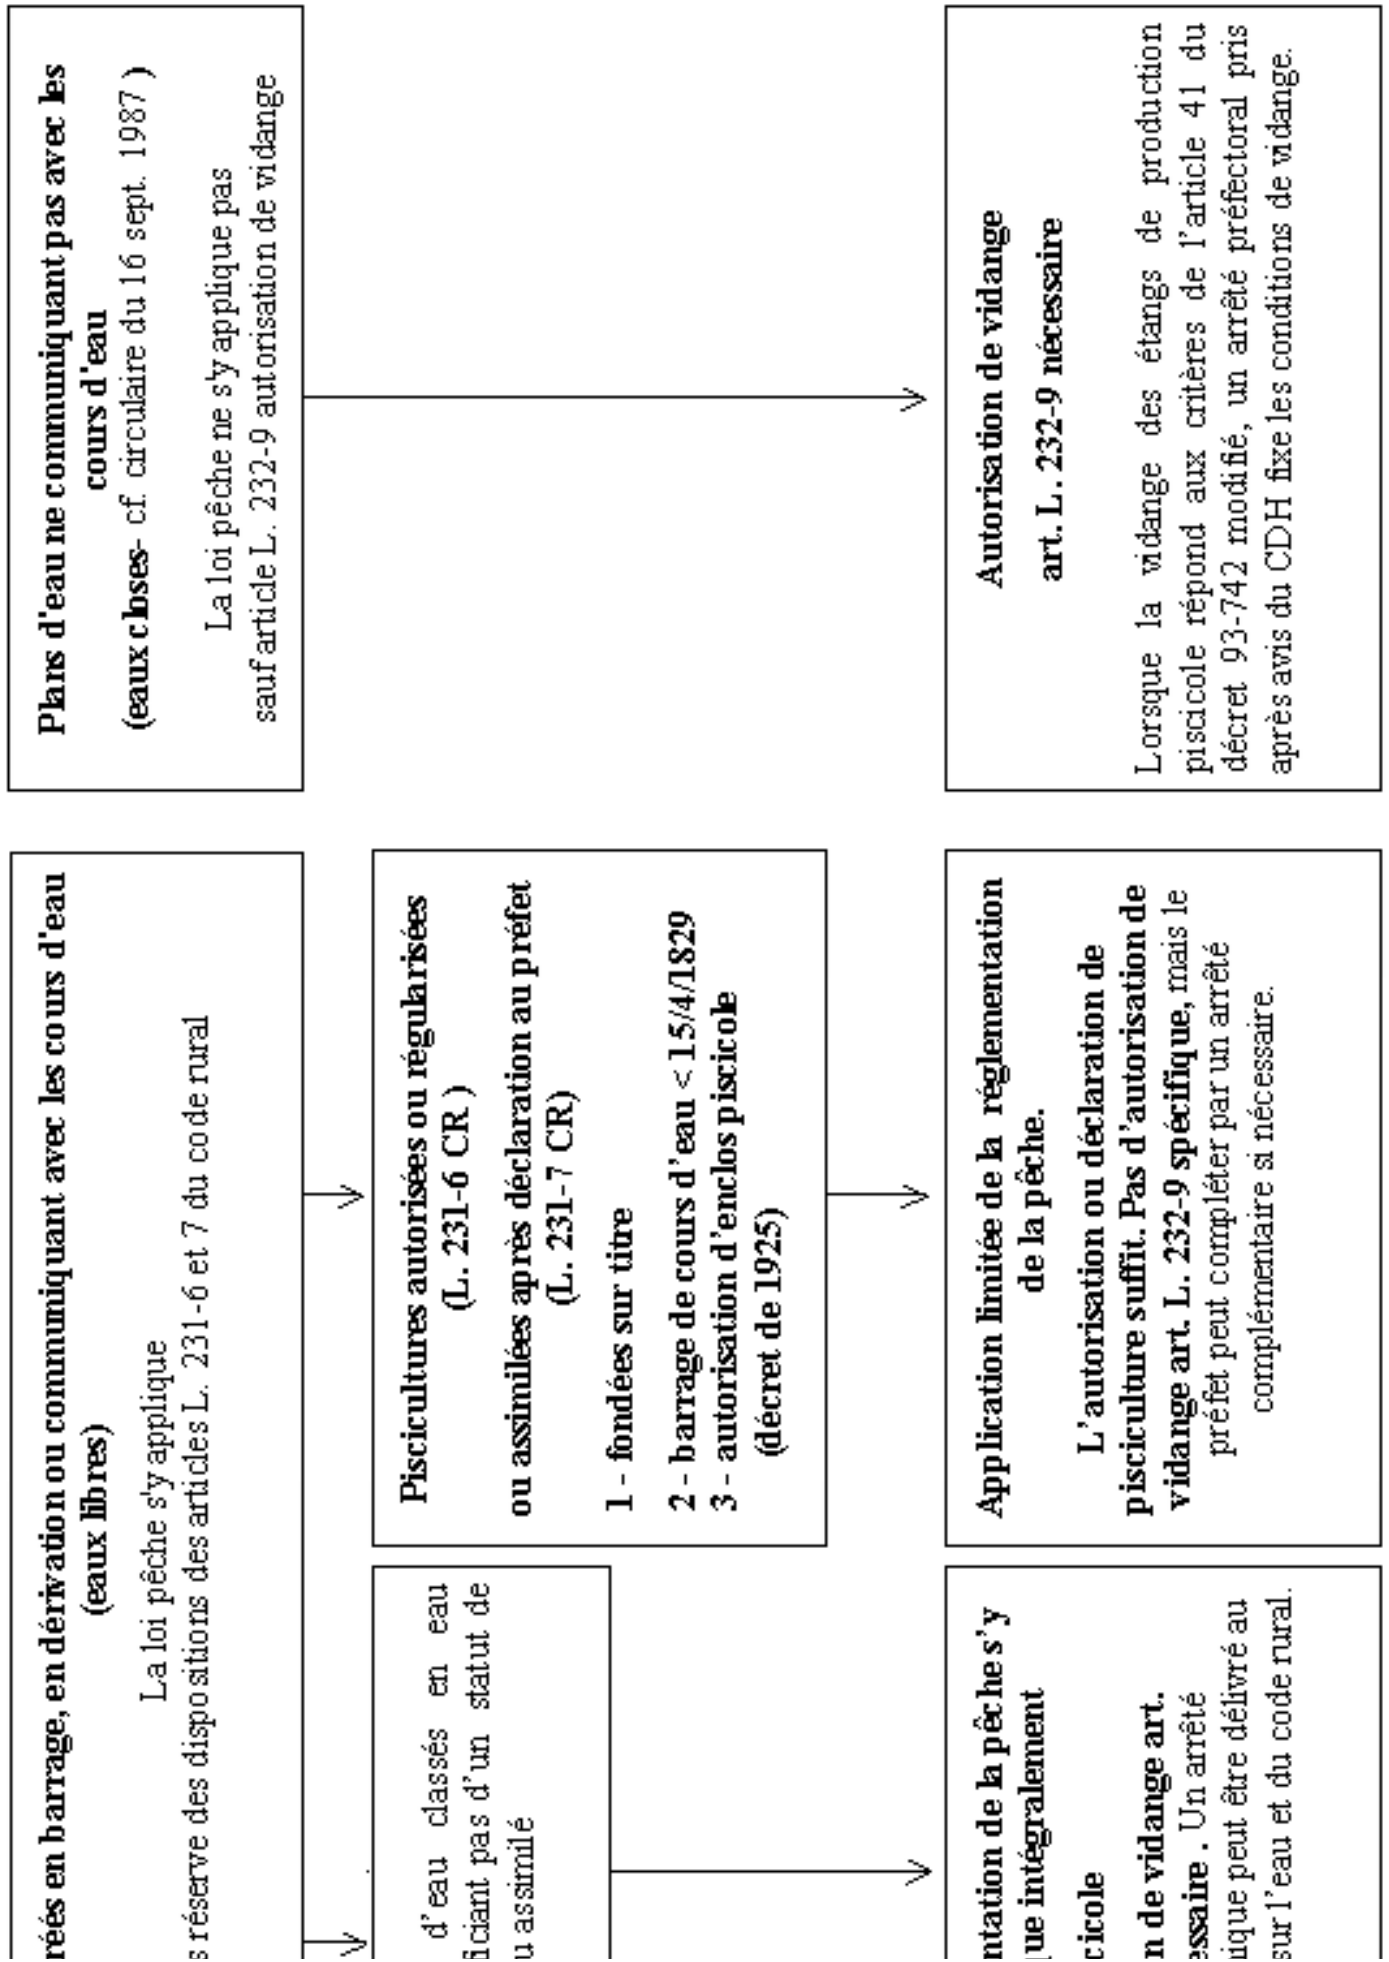 réés en barrage, en dérivation ou communiquant avec les cours d'eau
(eaux libres)
La loi pêche s'y applique
s réserve des dispositions des articles L. 231-6 et 7 du code rural
Plans d'eau ne communiquant pas avec les
cours d'eau
(eaux closes- cf. circulaire du 16 sept. 1987 )
La loi pêche ne s'y applique pas
sauf article L. 232-9 autorisation de vidange
d'eau classés en eau
ficiant pas d'un statut de
u assimilé
Piscicultures autorisées ou régularisées
(L. 231-6 CR )
ou assimilées après déclaration au préfet
(L. 231-7 CR)
1 - fondées sur titre
2 - barrage de cours d'eau < 15/4/1829
3 - autorisation d'enclos piscicole
(décret de 1925)
ntation de la pêche s'y
ue intégralement
cicole
n de vidange art.
essaire . Un arrêté
ique peut être délivré au
sur l'eau et du code rural.
Application limitée de la réglementation
de la pêche.
L'autorisation ou déclaration de
pisciculture suffit. Pas d'autorisation de
vidange art. L. 232-9 spécifique, mais le
préfet peut compléter par un arrêté
complémentaire si nécessaire.
Autorisation de vidange
art. L. 232-9 nécessaire
Lorsque la vidange des étangs de production
piscicole répond aux critères de l'article 41 du
décret 93-742 modifié, un arrêté préfectoral pris
après avis du CDH fixe les conditions de vidange.